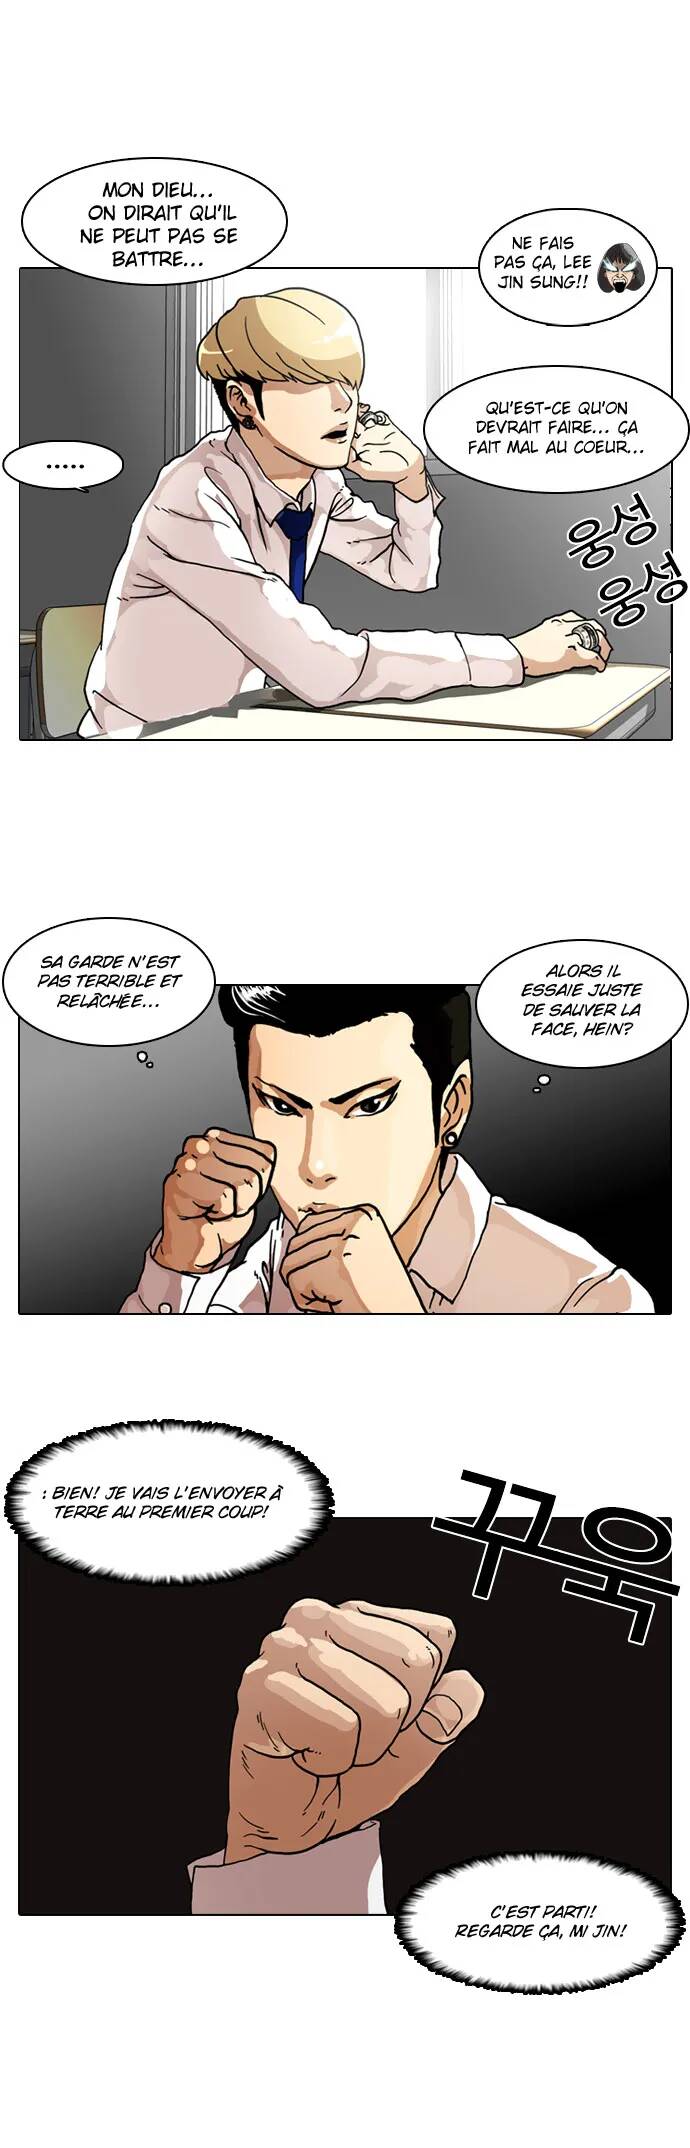 MON DIEU...
ON DIRAIT QU'IL
NE PEUT PAS SE
BATTRE...
NE FAIS
PAS ÇA, LEE
JIN SUNG!!
QU'EST-CE QU'ON
DEVRAIT FAIRE... ÇA
FAIT MAL AU COEUR...
.....
웅성
웅성
SA GARDE N'EST
PAS TERRIBLE ET
RELÂCHÉE...
ALORS IL
ESSAIE JUSTE
DE SAUVER LA
FACE, HEIN?
: BIEN! JE VAIS L'ENVOYER À
TERRE AU PREMIER COUP!
꾸욱
C'EST PARTI!
REGARDE ÇA, MI JIN!